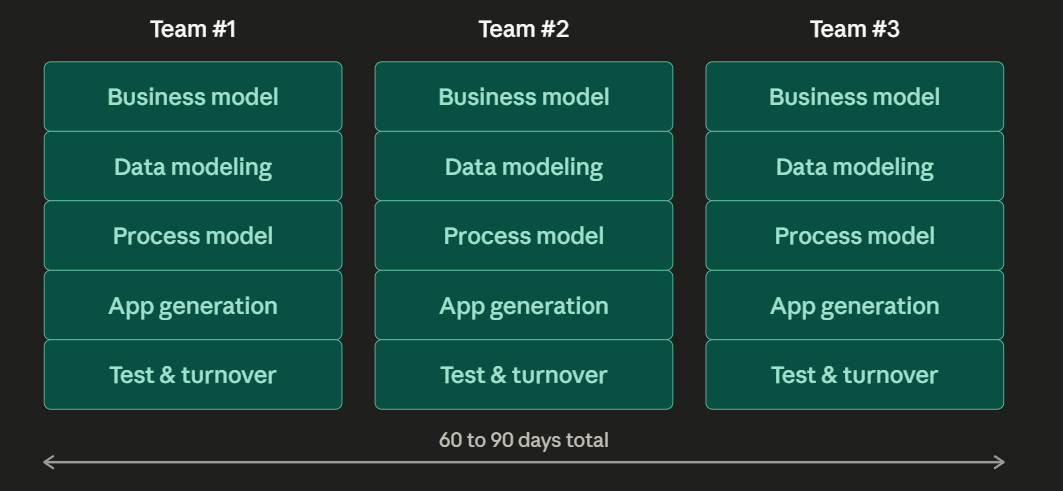 Team #1
Team #2
Team #3
Business model
Business model
Business model
Data modeling
Data modeling
Data modeling
Process model
Process model
Process model
App generation
App generation
App generation
Test & turnover
Test & turnover
Test & turnover
60 to 90 days total